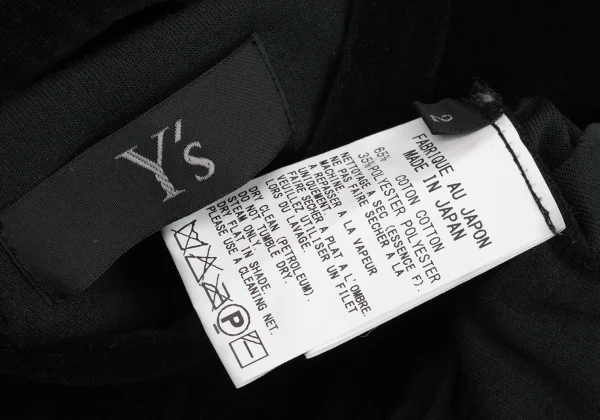 Y's
2
FABRIQUE AU JAPON
MADE IN JAPAN
65% COTON COTTON
35%POLYESTER POLYESTER
NETTOYAGE A SEC (ESSENCE F).
NE PAS FAIRE SECHER A LA
MACHINE.
A REPASSER A LA VAPEUR
UNIQUEMENT.
FAIRE SECHER A PLAT A L'OMBRE.
VEUILLEZ UTILISER UN FILET
LORS DU LAVAGE.
DRY CLEAN (PETROLEUM).
DO NOT TUMBLE DRY.
STEAM ONLY.
DRY FLAT IN SHADE.
PLEASE USE A CLEANING NET.
P